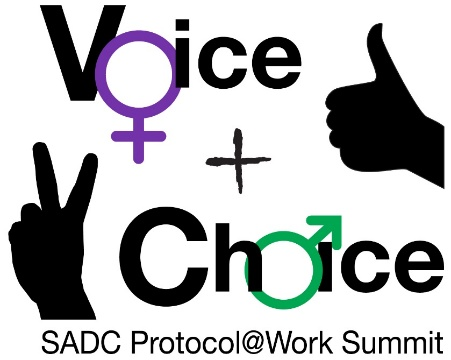 Voice
+
Choice
SADC Protocol@Work Summit